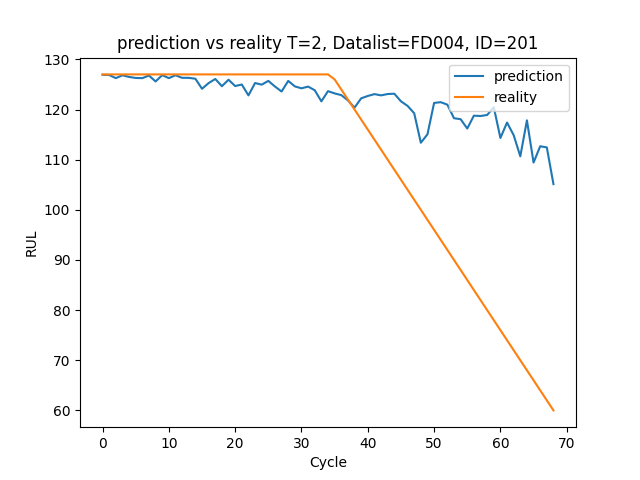 prediction vs reality T=2, Datalist=FD004, ID=201
130
120
110
100
90
80
70
60
RUL
prediction
reality
0 10 20 30 40 50 60 70
Cycle